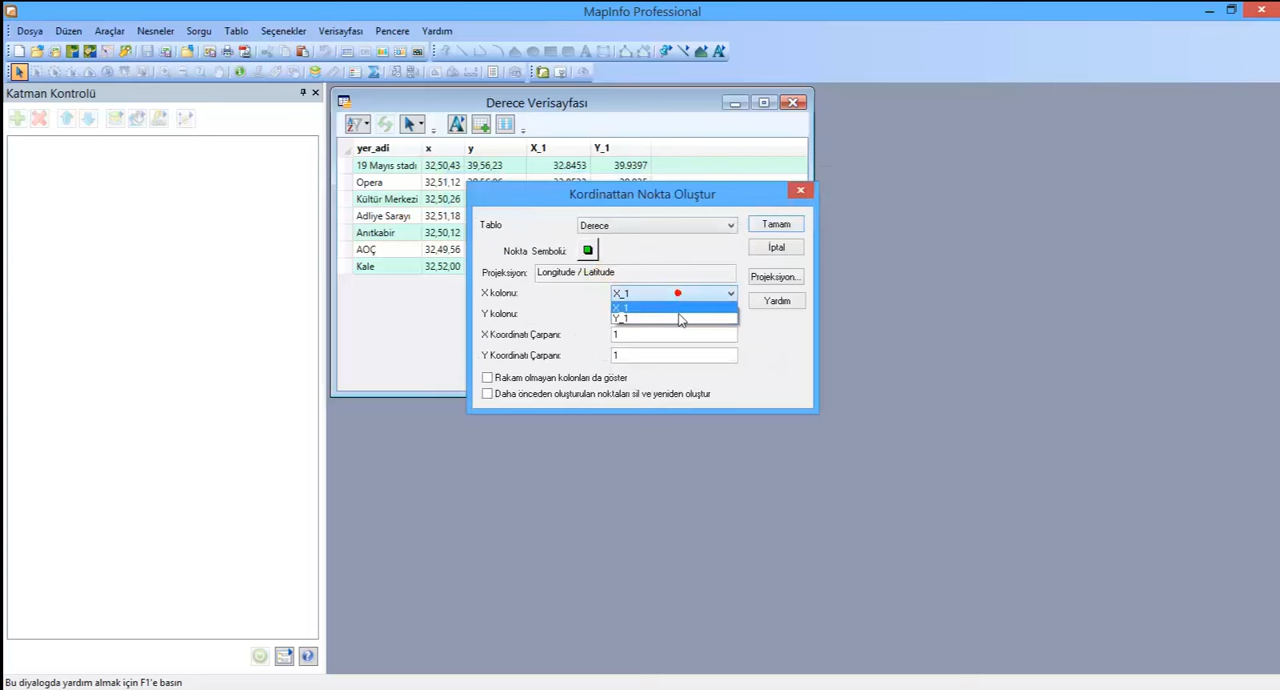 MapInfo Professional
Dosya Düzen Araçlar Nesneler Sorgu Tablo Seçenekler Verisayfası Pencere Yardım
Katman Kontrolü
Derece Verisayfası
yer_adi x y X_1 Y_1
19 Mayıs stadı 32,50,43 39,56,23 32.8453 39.9397
Opera 32,51,12
Kültür Merkezi 32,50,26
Adliye Sarayı 32,51,18
Anıtkabir 32,50,12
AOÇ 32,49,56
Kale 32,52,00
Kordinattan Nokta Oluştur
Tablo Derece Tamam
Nokta Sembolü: İptal
Projeksiyon: Longitude / Latitude Projeksiyon...
X kolonu: X_1 Yardım
X_1
Y kolonu: Y_1
X Koordinatı Çarpanı: 1
Y Koordinatı Çarpanı: 1
Rakam olmayan kolonları da göster
Daha önceden oluşturulan noktaları sil ve yeniden oluştur
Bu diyalogda yardım almak için F1'e basın